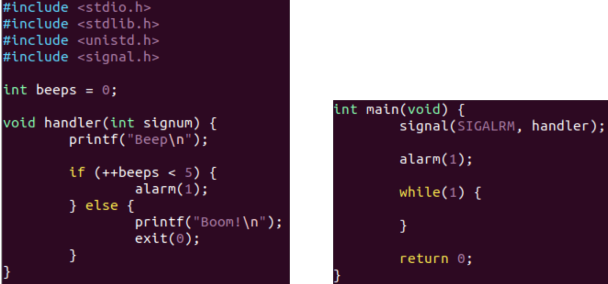 #include <stdio.h>
#include <stdlib.h>
#include <unistd.h>
#include <signal.h>
int beeps = 0;
void handler(int signum) {
printf("Beep\n");
if (++beeps < 5) {
alarm(1);
} else {
printf("Boom!\n");
exit(0);
}
}
int main(void) {
signal(SIGALRM, handler);
alarm(1);
while(1) {
}
return 0;
}